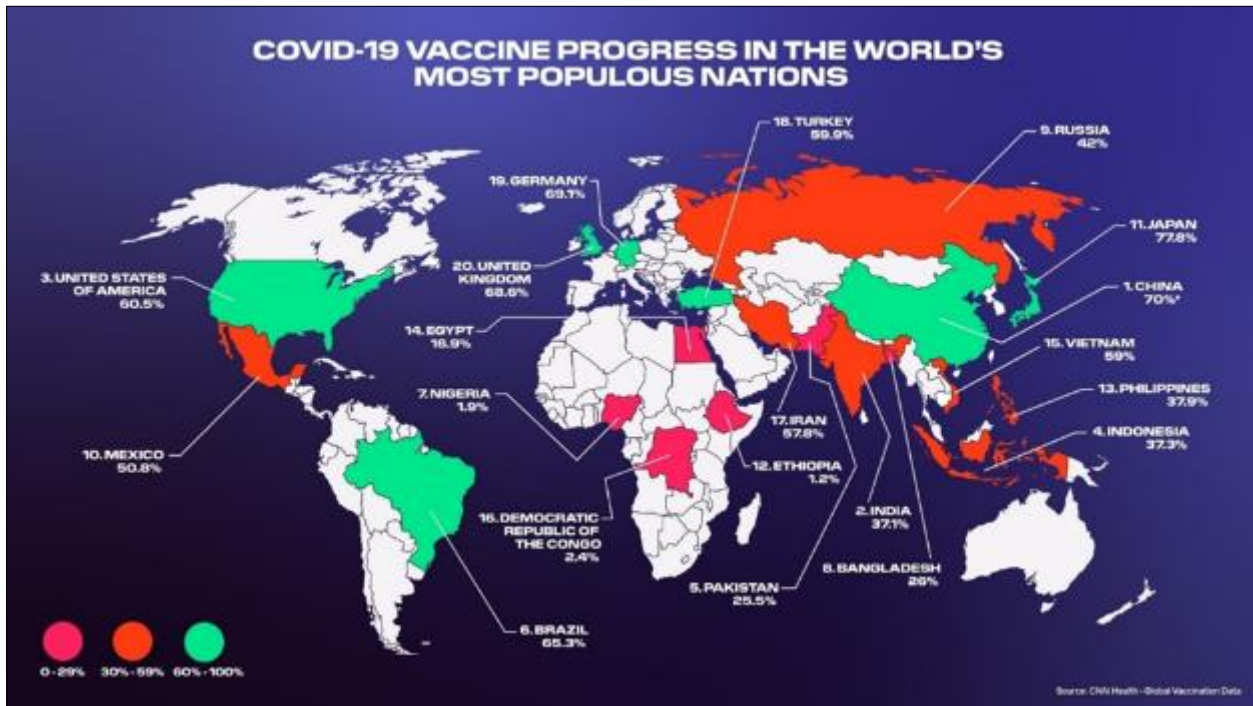 COVID-19 VACCINE PROGRESS IN THE WORLD'S
MOST POPULOUS NATIONS
18. TURKEY
59.9%
9. RUSSIA
42%
19. GERMANY
69.1%
11. JAPAN
77.8%
3. UNITED STATES
OF AMERICA
60.5%
20. UNITED
KINGDOM
68.6%
1. CHINA
70%*
14. EGYPT
16.9%
15. VIETNAM
59%
7. NIGERIA
1.9%
13. PHILIPPINES
37.9%
17. IRAN
57.8%
4. INDONESIA
37.3%
10. MEXICO
50.8%
12. ETHIOPIA
1.2%
2. INDIA
37.1%
16. DEMOCRATIC
REPUBLIC OF
THE CONGO
2.4%
8. BANGLADESH
26%
5. PAKISTAN
25.5%
6. BRAZIL
65.3%
0-29%
30%-59%
60%-100%
Source: CNN Health - Global Vaccination Data